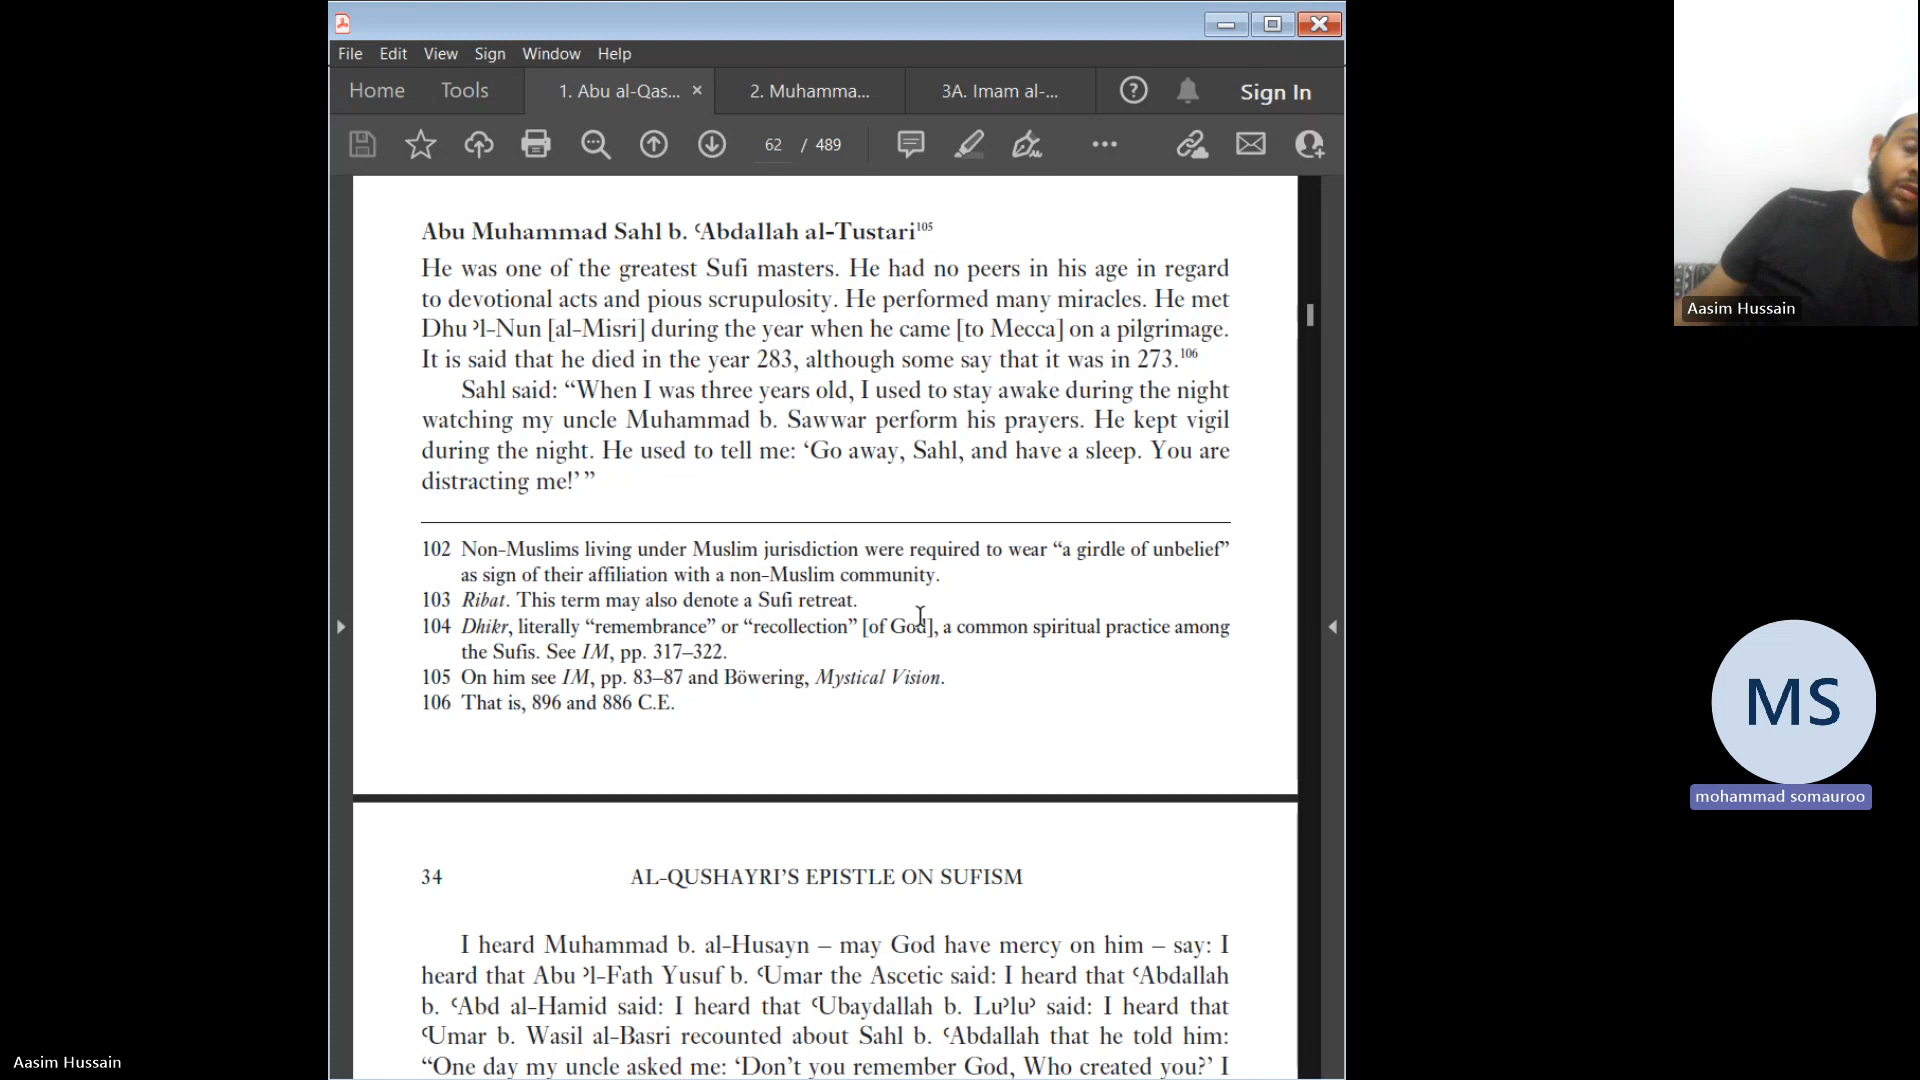 File Edit View Sign Window Help
Home Tools 1. Abu al-Qas... × 2. Muhamma... 3A. Imam al-... Sign In
62 / 489
Abu Muhammad Sahl b. ʿAbdallah al-Tustari¹⁰⁵
He was one of the greatest Sufi masters. He had no peers in his age in regard
to devotional acts and pious scrupulosity. He performed many miracles. He met
Dhu ʾl-Nun [al-Misri] during the year when he came [to Mecca] on a pilgrimage.
It is said that he died in the year 283, although some say that it was in 273.¹⁰⁶
Sahl said: “When I was three years old, I used to stay awake during the night
watching my uncle Muhammad b. Sawwar perform his prayers. He kept vigil
during the night. He used to tell me: ‘Go away, Sahl, and have a sleep. You are
distracting me!’ ”
102 Non-Muslims living under Muslim jurisdiction were required to wear “a girdle of unbelief”
as sign of their affiliation with a non-Muslim community.
103 Ribat. This term may also denote a Sufi retreat.
104 Dhikr, literally “remembrance” or “recollection” [of God], a common spiritual practice among
the Sufis. See IM, pp. 317–322.
105 On him see IM, pp. 83–87 and Böwering, Mystical Vision.
106 That is, 896 and 886 C.E.
34 AL-QUSHAYRI’S EPISTLE ON SUFISM
I heard Muhammad b. al-Husayn – may God have mercy on him – say: I
heard that Abu ʾl-Fath Yusuf b. ʿUmar the Ascetic said: I heard that ʿAbdallah
b. ʿAbd al-Hamid said: I heard that ʿUbaydallah b. Luʾluʾ said: I heard that
ʿUmar b. Wasil al-Basri recounted about Sahl b. ʿAbdallah that he told him:
“One day my uncle asked me: ‘Don’t you remember God, Who created you?’ I
Aasim Hussain
MS
mohammad somauroo
Aasim Hussain